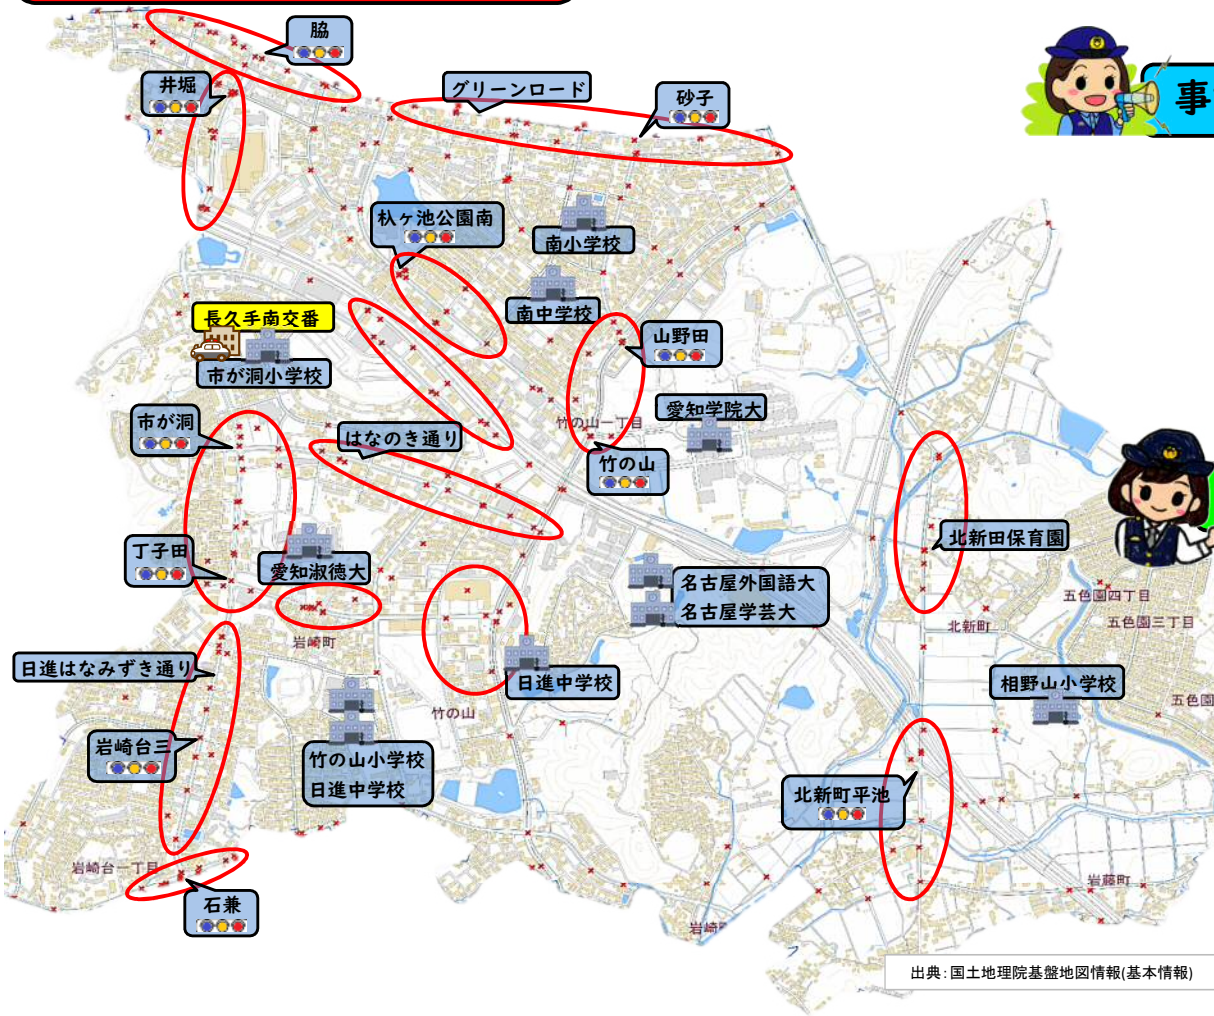 脇
井堀
グリーンロード
砂子
事
杁ヶ池公園南
南小学校
南中学校
長久手南交番
市が洞小学校
山野田
愛知学院大
竹の山一丁目
市が洞
はなのき通り
竹の山
北新田保育園
丁子田
愛知淑徳大
名古屋外国語大
名古屋学芸大
五色園四丁目
五色園三丁目
北新町
岩崎町
日進はなみずき通り
日進中学校
相野山小学校
五色園
竹の山
岩崎台三
竹の山小学校
日進中学校
北新町平池
岩崎台一丁目
石兼
岩藤町
岩崎町
出典：国土地理院基盤地図情報(基本情報)